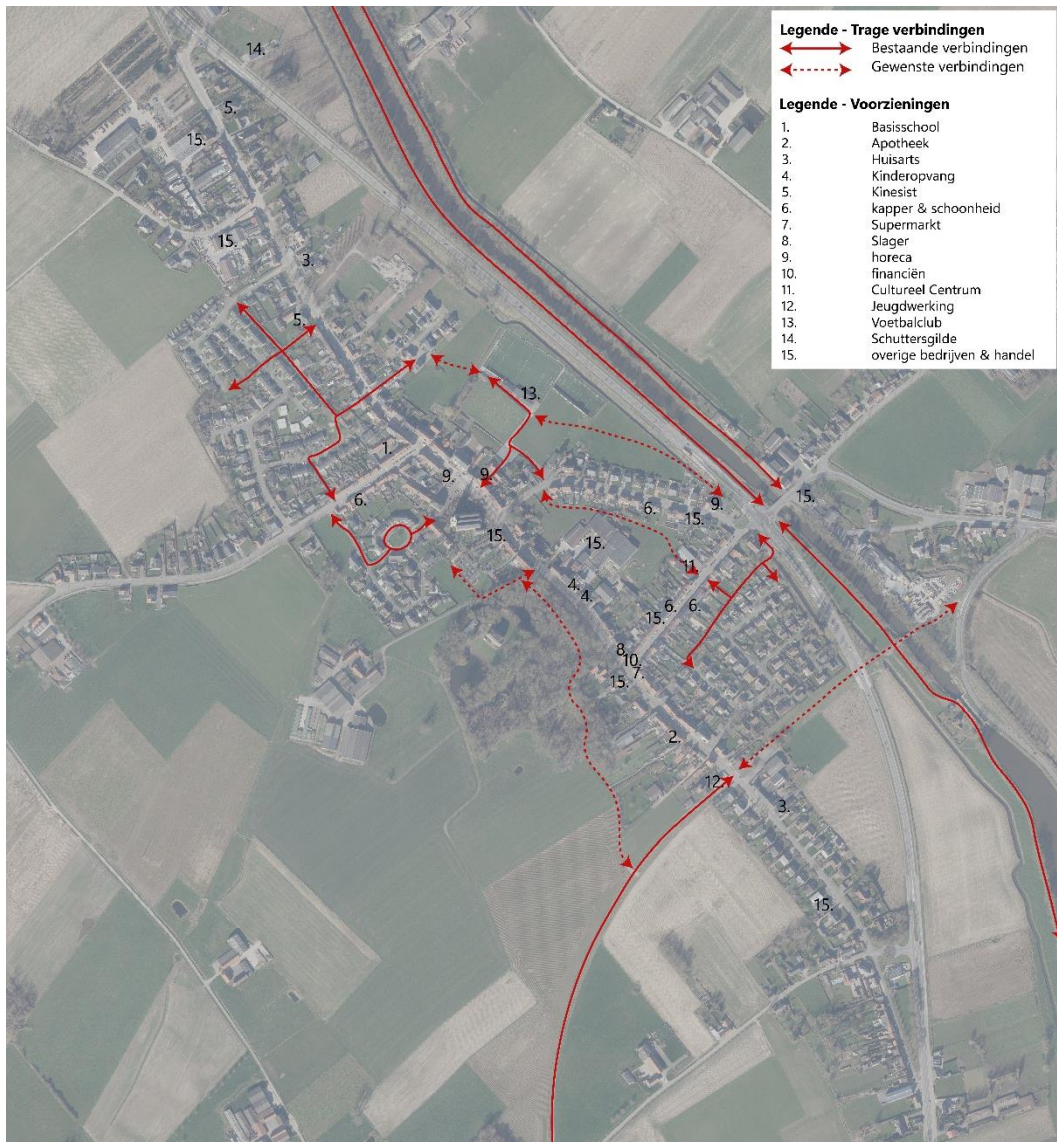 Legende - Trage verbindingen
Bestaande verbindingen
Gewenste verbindingen
Legende - Voorzieningen
1. Basisschool
2. Apotheek
3. Huisarts
4. Kinderopvang
5. Kinesist
6. kapper & schoonheid
7. Supermarkt
8. Slager
9. horeca
10. financiën
11. Cultureel Centrum
12. Jeugdwerking
13. Voetbalclub
14. Schuttersgilde
15. overige bedrijven & handel
14.
5.
15.
15.
3.
5.
13.
1.
9.
9.
6.
6.
9.
15.
15.
15.
15.
11.
4.
4.
6.
6.
15.
8.
10.
7.
15.
2.
12.
3.
15.